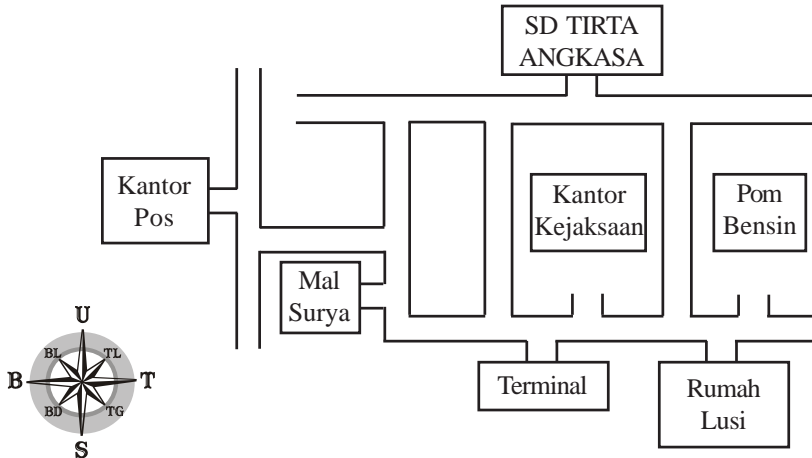 SD TIRTA
ANGKASA
Kantor
Pos
Kantor
Kejaksaan
Pom
Bensin
Mal
Surya
Terminal
Rumah
Lusi
U
BL
TL
B
T
BD
TG
S